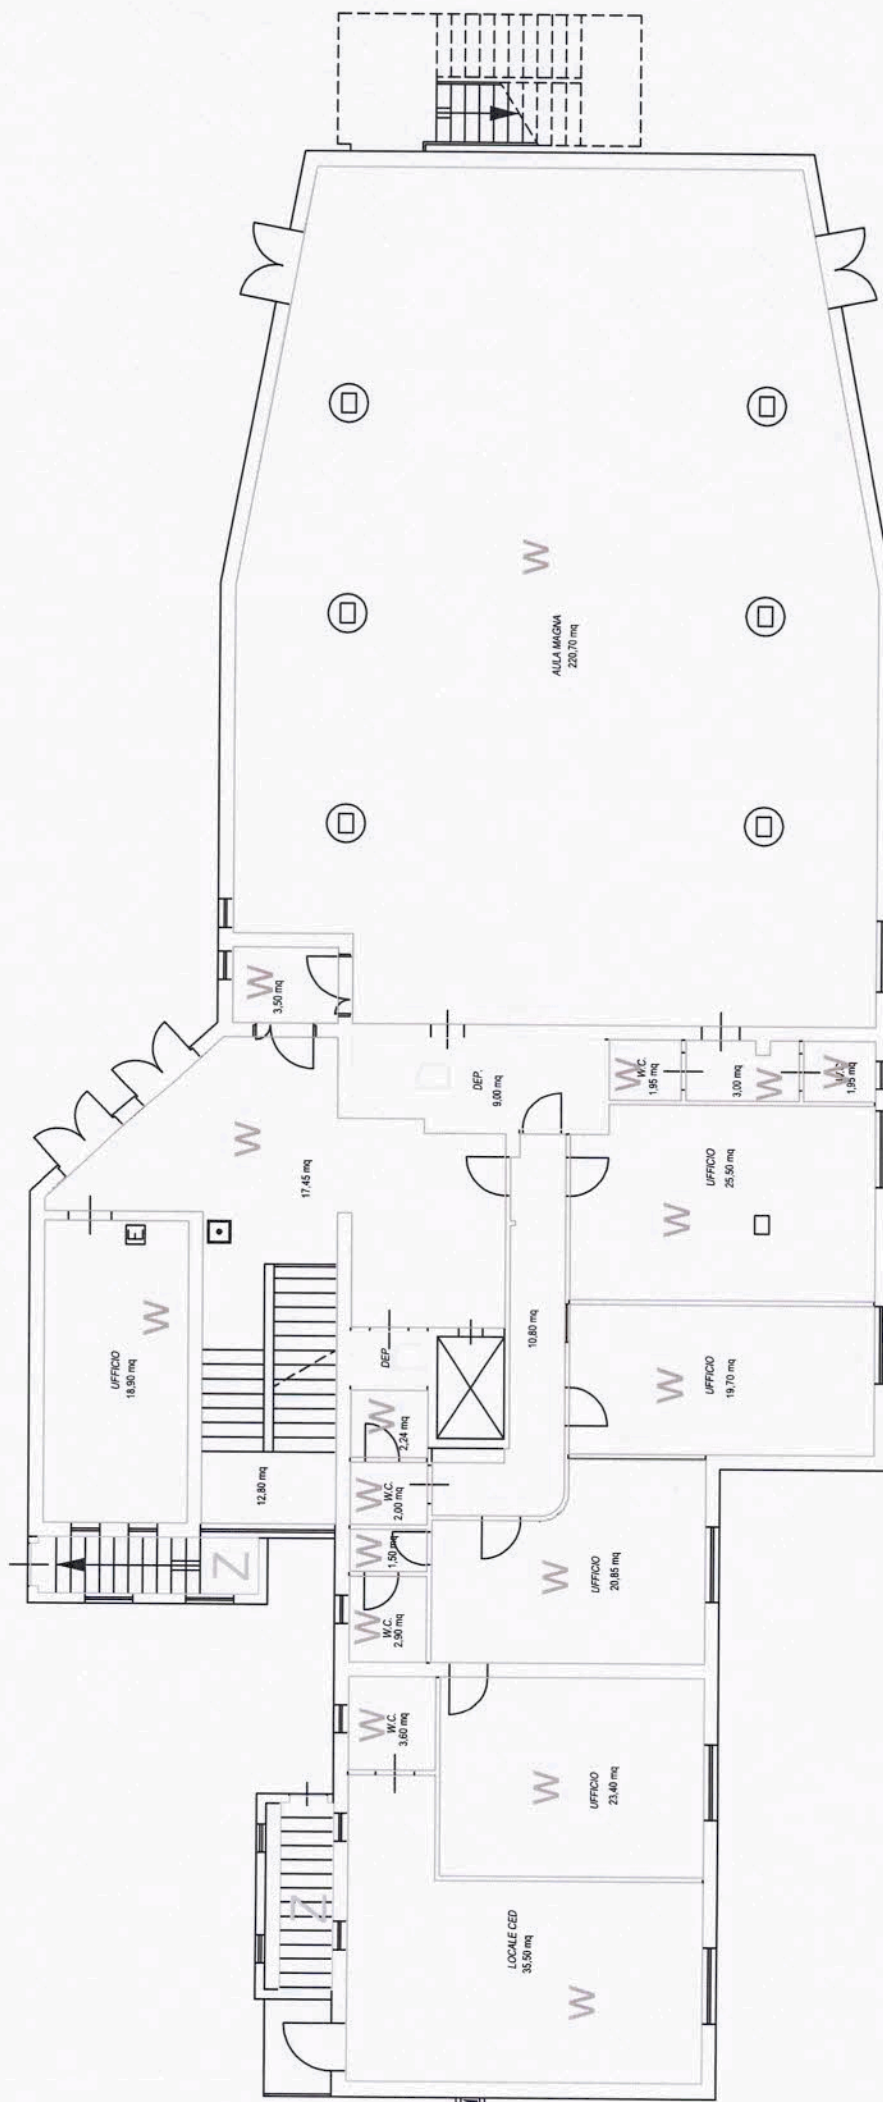 AULA MAGNA
220,70 mq
W
W
3,50 mq
W
17,45 mq
DEP.
9,00 mq
W
W.C.
1,95 mq
W
3,00 mq
W
1,95 mq
W
UFFICIO
25,50 mq
E
W
UFFICIO
18,90 mq
10,80 mq
W
UFFICIO
19,70 mq
DEP.
W
2,24 mq
12,80 mq
W
W.C.
2,00 mq
W
1,50 mq
W
W.C.
2,90 mq
Z
W
UFFICIO
20,85 mq
W
W.C.
3,60 mq
W
UFFICIO
23,40 mq
Z
LOCALE CED
35,50 mq
W